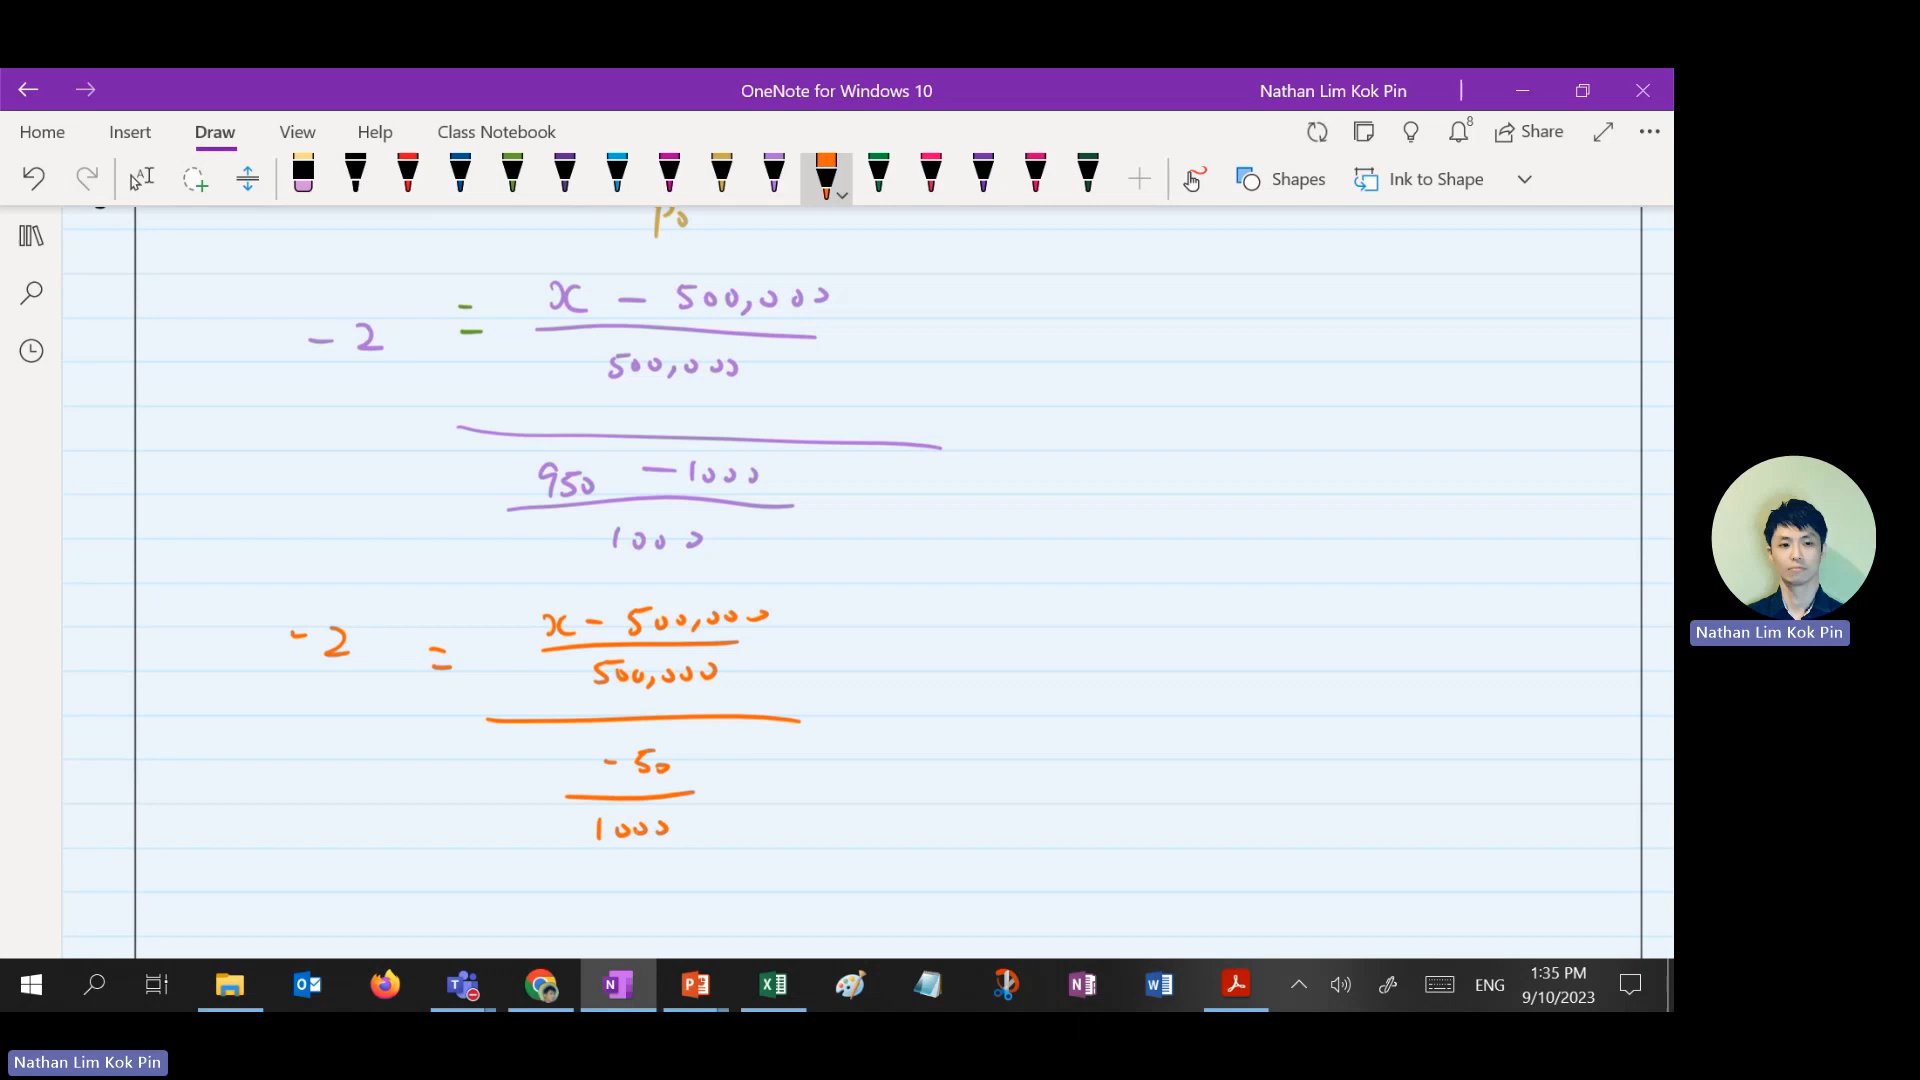 OneNote for Windows 10
Nathan Lim Kok Pin
Home Insert Draw View Help Class Notebook
8
Share
Shapes
Ink to Shape
P0
-2 = x - 500,000
500,000
950 - 1000
1000
-2 = x - 500,000
500,000
-50
1000
Nathan Lim Kok Pin
ENG
1:35 PM
9/10/2023
Nathan Lim Kok Pin